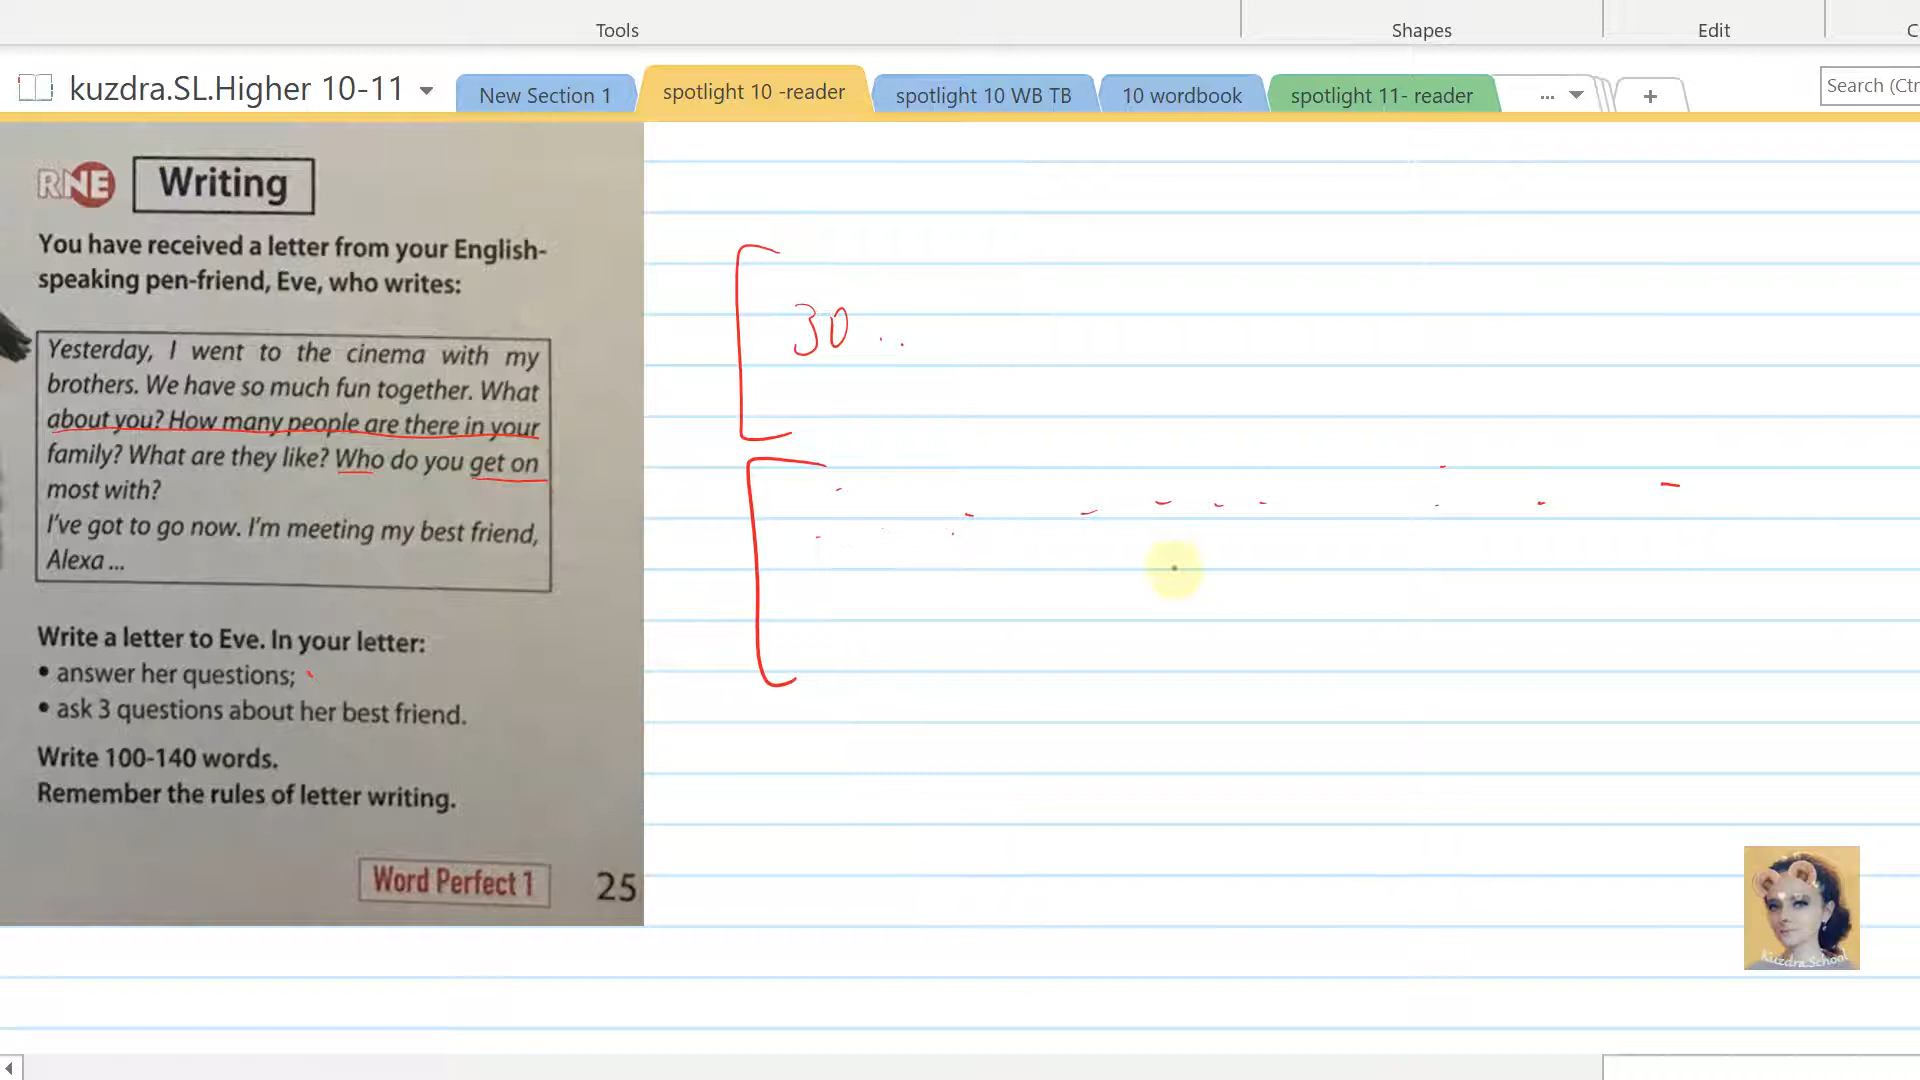 Tools
Shapes
Edit
C
kuzdra.SL.Higher 10-11
New Section 1
spotlight 10 -reader
spotlight 10 WB TB
10 wordbook
spotlight 11- reader
...
+
Search (Ctr
RNE
Writing
You have received a letter from your English-
speaking pen-friend, Eve, who writes:
Yesterday, I went to the cinema with my
brothers. We have so much fun together. What
about you? How many people are there in your
family? What are they like? Who do you get on
most with?
I've got to go now. I'm meeting my best friend,
Alexa ...
Write a letter to Eve. In your letter:
• answer her questions;
• ask 3 questions about her best friend.
Write 100-140 words.
Remember the rules of letter writing.
Word Perfect 1
25
30 ..
Kuzdra.School